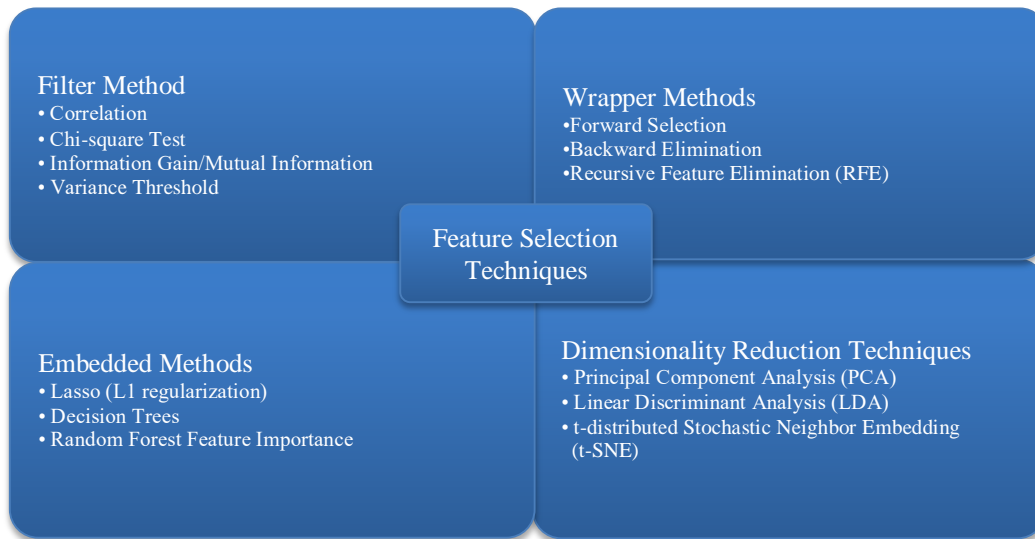 Filter Method
• Correlation
• Chi-square Test
• Information Gain/Mutual Information
• Variance Threshold
Wrapper Methods
•Forward Selection
•Backward Elimination
•Recursive Feature Elimination (RFE)
Feature Selection
Techniques
Embedded Methods
• Lasso (L1 regularization)
• Decision Trees
• Random Forest Feature Importance
Dimensionality Reduction Techniques
• Principal Component Analysis (PCA)
• Linear Discriminant Analysis (LDA)
• t-distributed Stochastic Neighbor Embedding
(t-SNE)